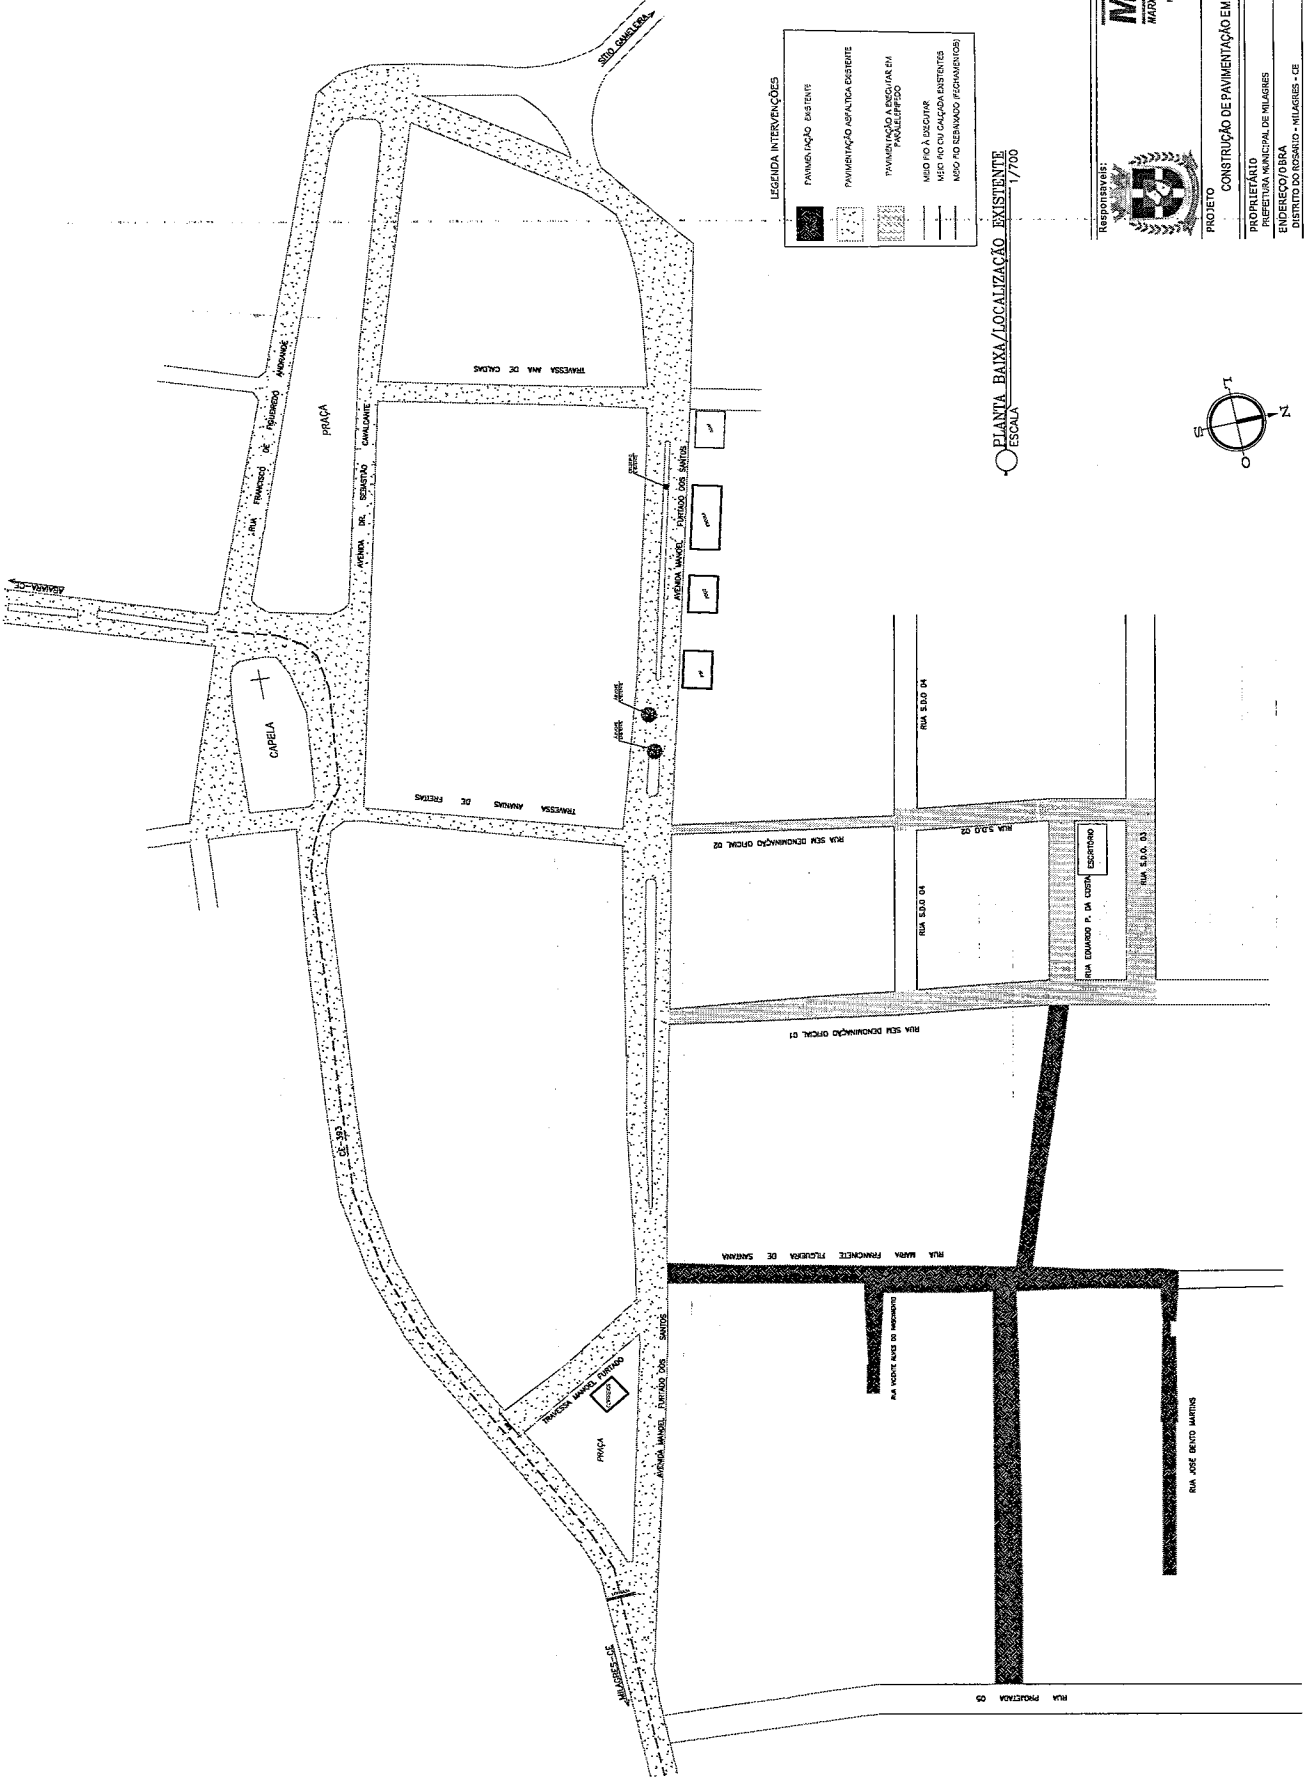 SÍTIO GAMELEIRA
ABAIARA-CE
RUA FRANCISCO DE FIGUEIREDO ANDRANDE
PRAÇA
AVENIDA DR. SEBASTIÃO CAVALCANTE
TRAVESSA ANA DE CALDAS
CAPELA
TRAVESSA ANANIAS DE FREITAS
AVENIDA MANOEL FURTADO DOS SANTOS
CE-393
RUA SEM DENOMINAÇÃO OFICIAL 02
RUA S.D.O 02
RUA S.D.O 04
RUA S.D.O 04
RUA EDUARDO P. DA COSTA
ESCRITÓRIO
RUA S.D.O. 03
RUA SEM DENOMINAÇÃO OFICIAL 01
RUA MARIA FRANCINETE FILGUEIRA DE SANTANA
RUA VICENTE ALVES DO NASCIMENTO
RUA JOSE BENTO MARTINS
TRAVESSA MANOEL FURTADO
PRAÇA
AVENIDA MANOEL FURTADO DOS SANTOS
MILAGRES-CE
RUA PROJETADA 05
LEGENDA INTERVENÇÕES
PAVIMENTAÇÃO EXISTENTE
PAVIMENTAÇÃO ASFALTICA EXISTENTE
PAVIMENTAÇÃO A EXECUTAR EM
PARALELEPÍPEDO
MEIO FIO À EXECUTAR
MEIO FIO OU CALÇADA EXISTENTES
MEIO FIO REBAIXADO (FECHAMENTOS)
PLANTA BAIXA/LOCALIZAÇÃO EXISTENTE
ESCALA 1/700
S
L
O
N
Responsáveis:
PROJETO
CONSTRUÇÃO DE PAVIMENTAÇÃO EM
PROPRIETÁRIO
PREFEITURA MUNICIPAL DE MILAGRES
ENDEREÇO/OBRA
DISTRITO DO ROSARIO - MILAGRES - CE